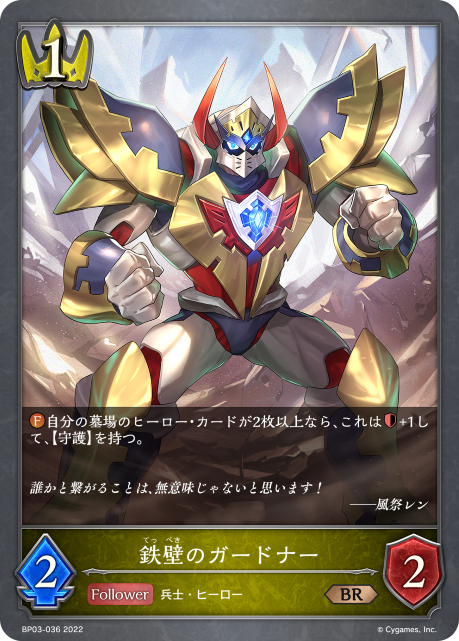 1
Ⓕ自分の墓場のヒーロー・カードが2枚以上なら、これは+1し
て、【守護】を持つ。
誰かと繋がることは、無意味じゃないと思います！
――風祭レン
てっぺき
鉄壁のガードナー
2
Follower 兵士・ヒーロー
BR
2
BP03-036 2022
© Cygames, Inc.